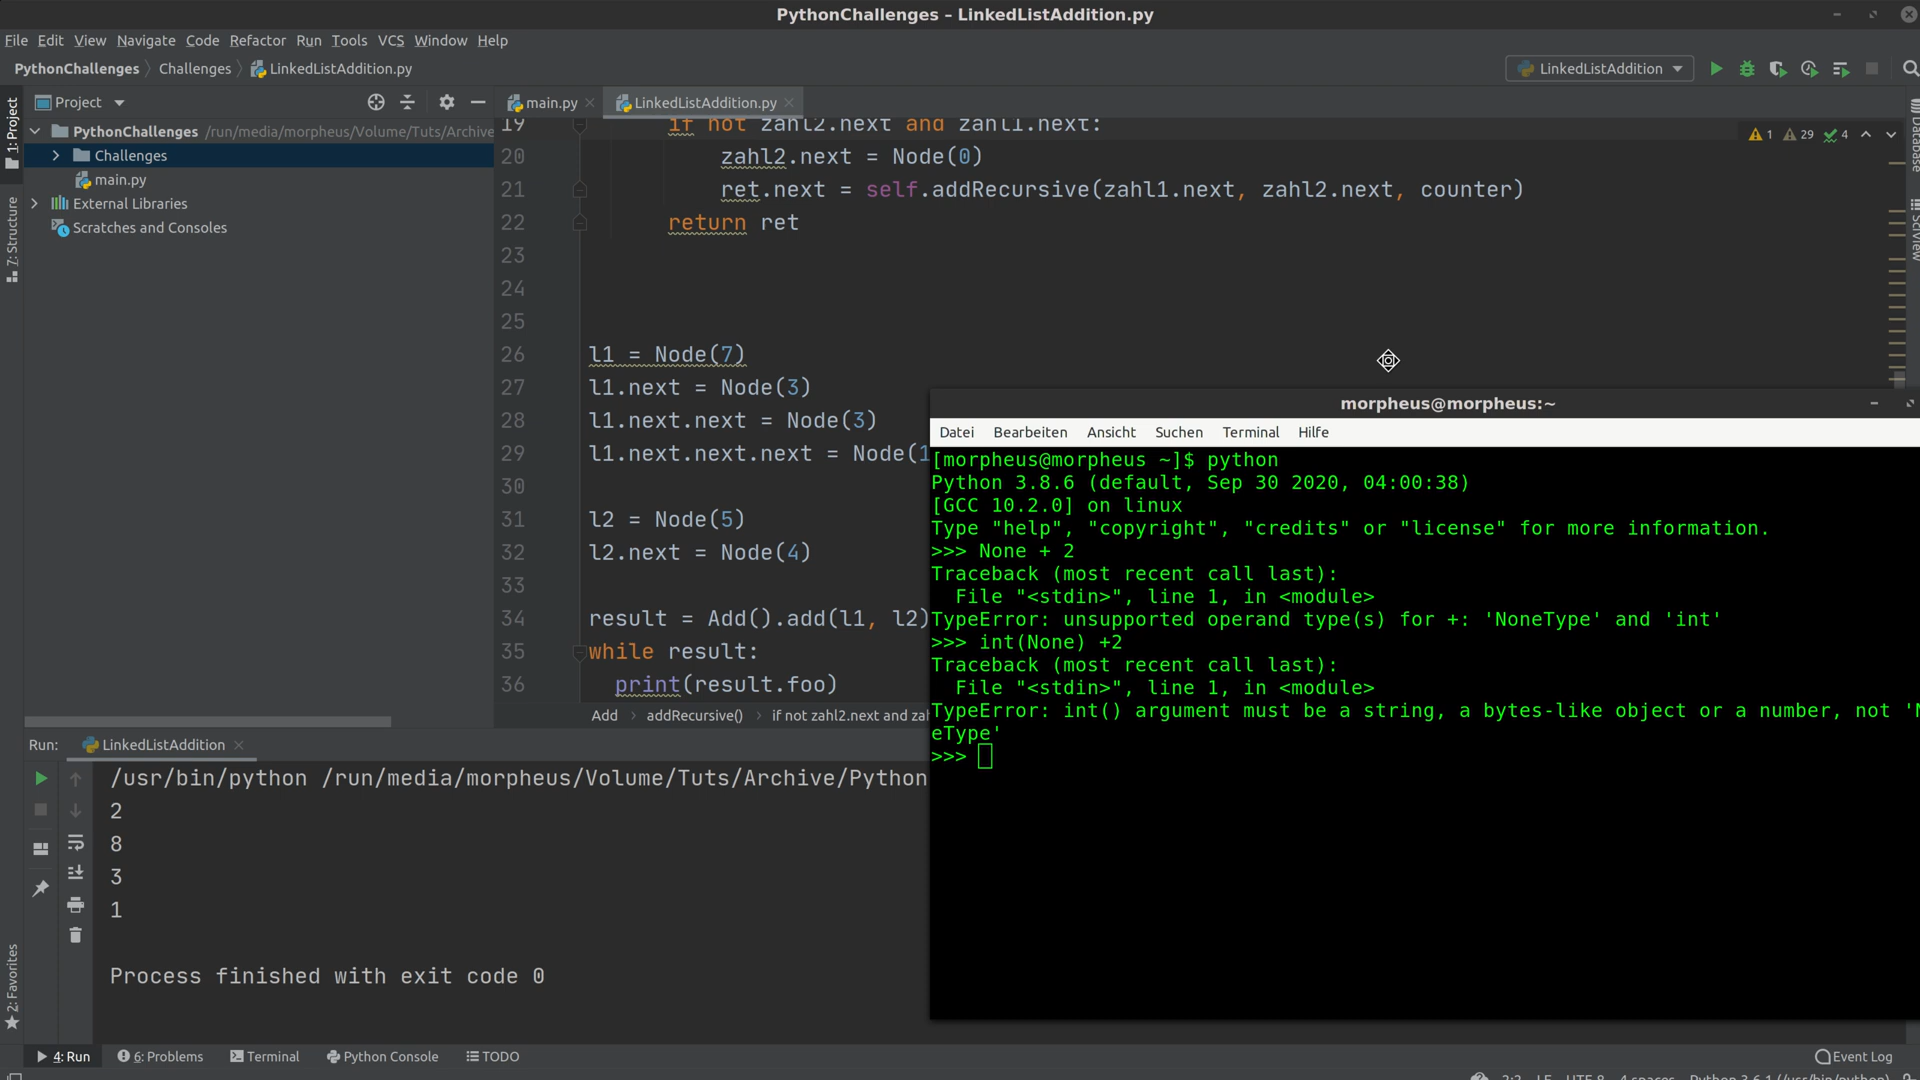 PythonChallenges – LinkedListAddition.py
File Edit View Navigate Code Refactor Run Tools VCS Window Help
PythonChallenges Challenges LinkedListAddition.py
LinkedListAddition
1: Project
7: Structure
2: Favorites
Project
PythonChallenges /run/media/morpheus/Volume/Tuts/Archive
Challenges
main.py
External Libraries
Scratches and Consoles
main.py LinkedListAddition.py
1 29 4
Database
SciView
19 if not zahl2.next and zahl1.next:
20 zahl2.next = Node(0)
21 ret.next = self.addRecursive(zahl1.next, zahl2.next, counter)
22 return ret
23
24
25
26 l1 = Node(7)
27 l1.next = Node(3)
28 l1.next.next = Node(3)
29 l1.next.next.next = Node(1
30
31 l2 = Node(5)
32 l2.next = Node(4)
33
34 result = Add().add(l1, l2)
35 while result:
36 print(result.foo)
Add addRecursive() if not zahl2.next and zah
morpheus@morpheus:~
Datei Bearbeiten Ansicht Suchen Terminal Hilfe
[morpheus@morpheus ~]$ python
Python 3.8.6 (default, Sep 30 2020, 04:00:38)
[GCC 10.2.0] on linux
Type "help", "copyright", "credits" or "license" for more information.
>>> None + 2
Traceback (most recent call last):
File "<stdin>", line 1, in <module>
TypeError: unsupported operand type(s) for +: 'NoneType' and 'int'
>>> int(None) +2
Traceback (most recent call last):
File "<stdin>", line 1, in <module>
TypeError: int() argument must be a string, a bytes-like object or a number, not 'N
eType'
>>>
Run: LinkedListAddition
/usr/bin/python /run/media/morpheus/Volume/Tuts/Archive/Python
2
8
3
1
Process finished with exit code 0
4: Run 6: Problems Terminal Python Console TODO
Event Log